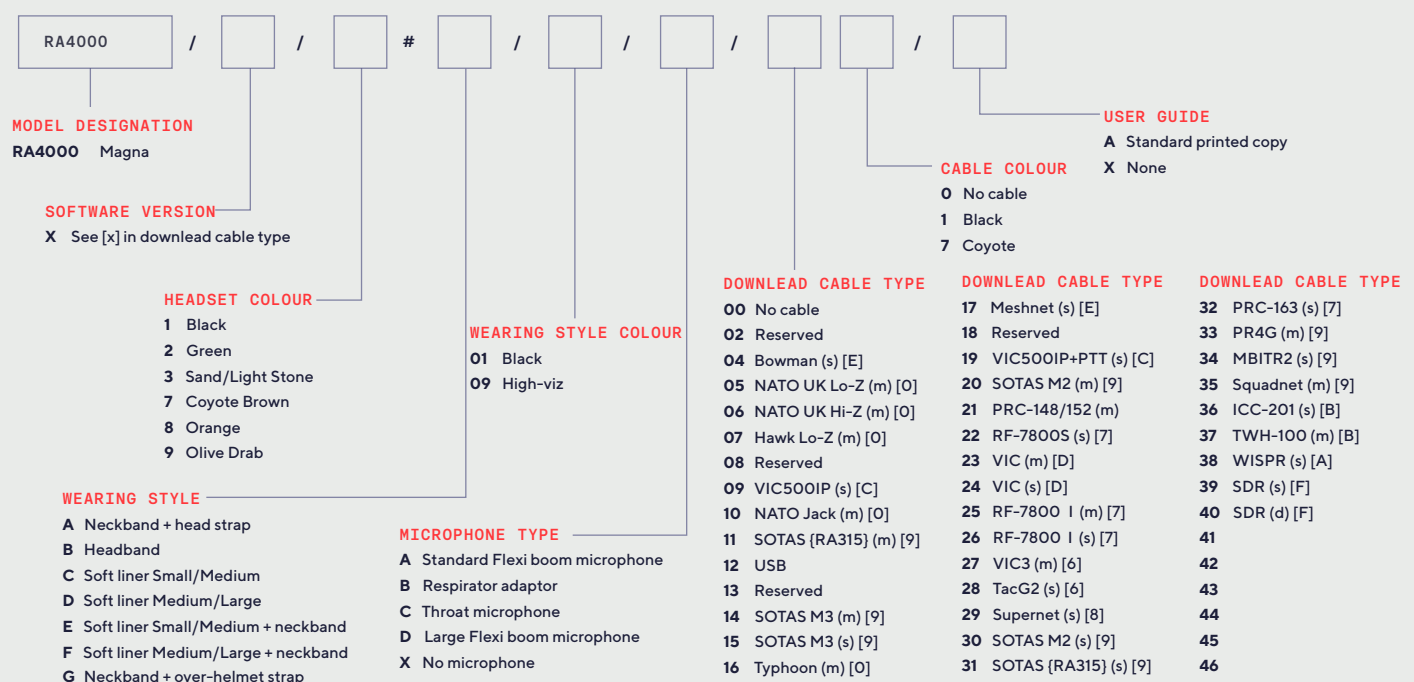 RA4000 / / # / / / /
MODEL DESIGNATION
RA4000 Magna
SOFTWARE VERSION
X See [x] in downlead cable type
HEADSET COLOUR
1 Black
2 Green
3 Sand/Light Stone
7 Coyote Brown
8 Orange
9 Olive Drab
WEARING STYLE
A Neckband + head strap
B Headband
C Soft liner Small/Medium
D Soft liner Medium/Large
E Soft liner Small/Medium + neckband
F Soft liner Medium/Large + neckband
G Neckband + over-helmet strap
WEARING STYLE COLOUR
01 Black
09 High-viz
MICROPHONE TYPE
A Standard Flexi boom microphone
B Respirator adaptor
C Throat microphone
D Large Flexi boom microphone
X No microphone
DOWNLEAD CABLE TYPE
00 No cable
02 Reserved
04 Bowman (s) [E]
05 NATO UK Lo-Z (m) [0]
06 NATO UK Hi-Z (m) [0]
07 Hawk Lo-Z (m) [0]
08 Reserved
09 VIC500IP (s) [C]
10 NATO Jack (m) [0]
11 SOTAS {RA315} (m) [9]
12 USB
13 Reserved
14 SOTAS M3 (m) [9]
15 SOTAS M3 (s) [9]
16 Typhoon (m) [0]
DOWNLEAD CABLE TYPE
17 Meshnet (s) [E]
18 Reserved
19 VIC500IP+PTT (s) [C]
20 SOTAS M2 (m) [9]
21 PRC-148/152 (m)
22 RF-7800S (s) [7]
23 VIC (m) [D]
24 VIC (s) [D]
25 RF-7800 I (m) [7]
26 RF-7800 I (s) [7]
27 VIC3 (m) [6]
28 TacG2 (s) [6]
29 Supernet (s) [8]
30 SOTAS M2 (s) [9]
31 SOTAS {RA315} (s) [9]
DOWNLEAD CABLE TYPE
32 PRC-163 (s) [7]
33 PR4G (m) [9]
34 MBITR2 (s) [9]
35 Squadnet (m) [9]
36 ICC-201 (s) [B]
37 TWH-100 (m) [B]
38 WISPR (s) [A]
39 SDR (s) [F]
40 SDR (d) [F]
41
42
43
44
45
46
CABLE COLOUR
0 No cable
1 Black
7 Coyote
USER GUIDE
A Standard printed copy
X None